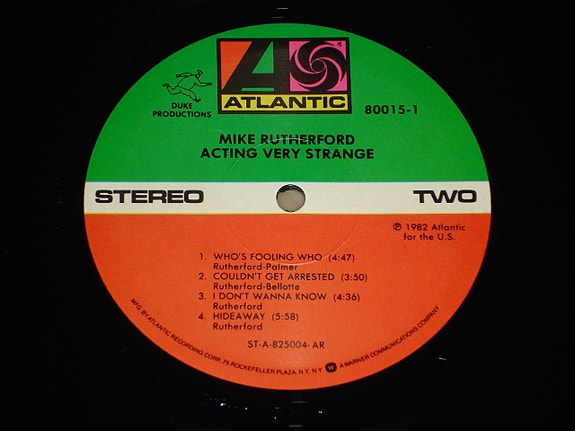 ATLANTIC
DUKE
PRODUCTIONS
80015-1
MIKE RUTHERFORD
ACTING VERY STRANGE
STEREO
TWO
℗ 1982 Atlantic
for the U.S.
1. WHO'S FOOLING WHO (4:47)
Rutherford-Palmer
2. COULDN'T GET ARRESTED (3:50)
Rutherford-Bellotte
3. I DON'T WANNA KNOW (4:36)
Rutherford
4. HIDEAWAY (5:58)
Rutherford
ST-A-825004-AR
MFG. BY ATLANTIC RECORDING CORP. 75 ROCKEFELLER PLAZA, N.Y. N.Y. W A WARNER COMMUNICATIONS COMPANY